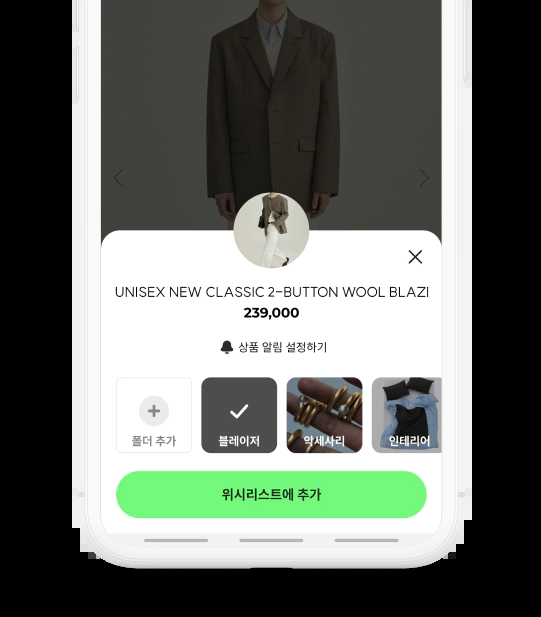 UNISEX NEW CLASSIC 2-BUTTON WOOL BLAZI
239,000
상품 알림 설정하기
폴더 추가
블레이저
악세사리
인테리어
위시리스트에 추가